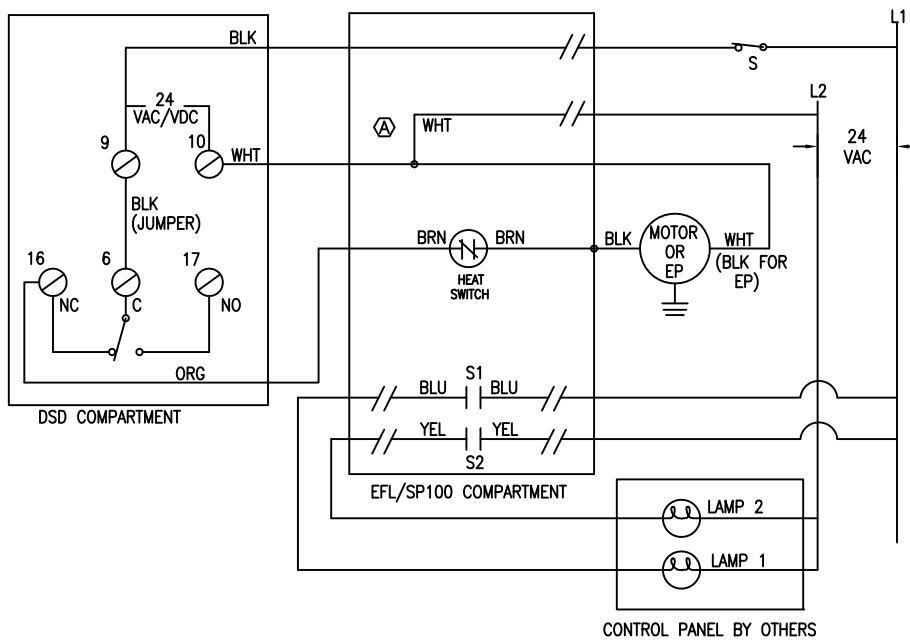 L1
BLK
S
L2
24
VAC/VDC
A
WHT
9
10
WHT
24
VAC
BLK
(JUMPER)
BRN
BRN
BLK
MOTOR
OR
EP
WHT
(BLK FOR
EP)
16
6
17
NC
C
NO
HEAT
SWITCH
ORG
S1
BLU
BLU
YEL
YEL
S2
DSD COMPARTMENT
EFL/SP100 COMPARTMENT
LAMP 2
LAMP 1
CONTROL PANEL BY OTHERS